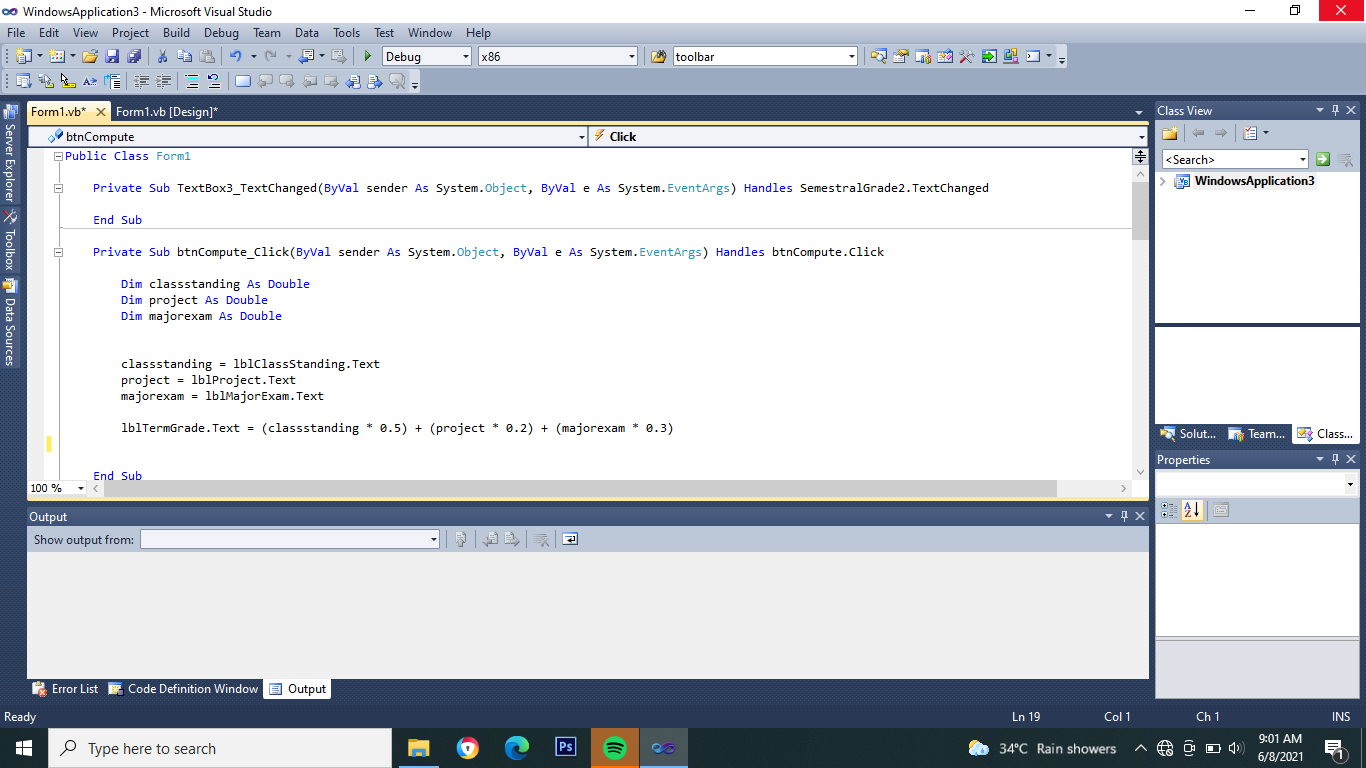 WindowsApplication3 - Microsoft Visual Studio
File Edit View Project Build Debug Team Data Tools Test Window Help
Debug x86 toolbar
Server Explorer
Toolbox
Data Sources
Form1.vb* Form1.vb [Design]*
btnCompute Click
Public Class Form1
Private Sub TextBox3_TextChanged(ByVal sender As System.Object, ByVal e As System.EventArgs) Handles SemestralGrade2.TextChanged
End Sub
Private Sub btnCompute_Click(ByVal sender As System.Object, ByVal e As System.EventArgs) Handles btnCompute.Click
Dim classstanding As Double
Dim project As Double
Dim majorexam As Double
classstanding = lblClassStanding.Text
project = lblProject.Text
majorexam = lblMajorExam.Text
lblTermGrade.Text = (classstanding * 0.5) + (project * 0.2) + (majorexam * 0.3)
End Sub
100 %
Class View
<Search>
WindowsApplication3
Solut... Team... Class...
Properties
Output
Show output from:
Error List Code Definition Window Output
Ready Ln 19 Col 1 Ch 1 INS
Type here to search
Ps
34°C Rain showers
9:01 AM
6/8/2021
1